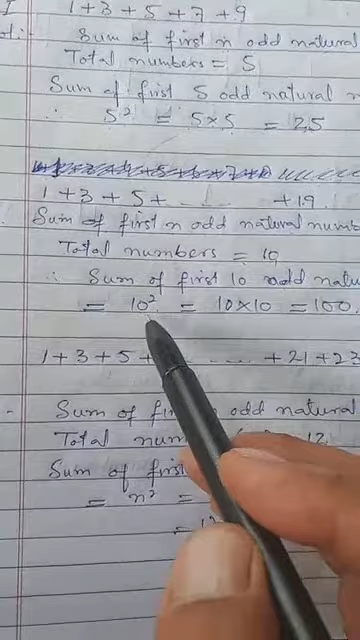 1 + 3 + 5 + 7 + 9
Sum of first n odd natural
Total numbers = 5
Sum of first 5 odd natural
∴ 5² = 5×5 = 25
1 + 3 + 5 + ....... + 19
Sum of first n odd natural numb
Total numbers = 10
∴ Sum of first 10 odd natu
= 10² = 10×10 = 100.
1 + 3 + 5 + ....... + 21 + 23
Sum of odd natural
Total 12
Sum of first
= n² =
=